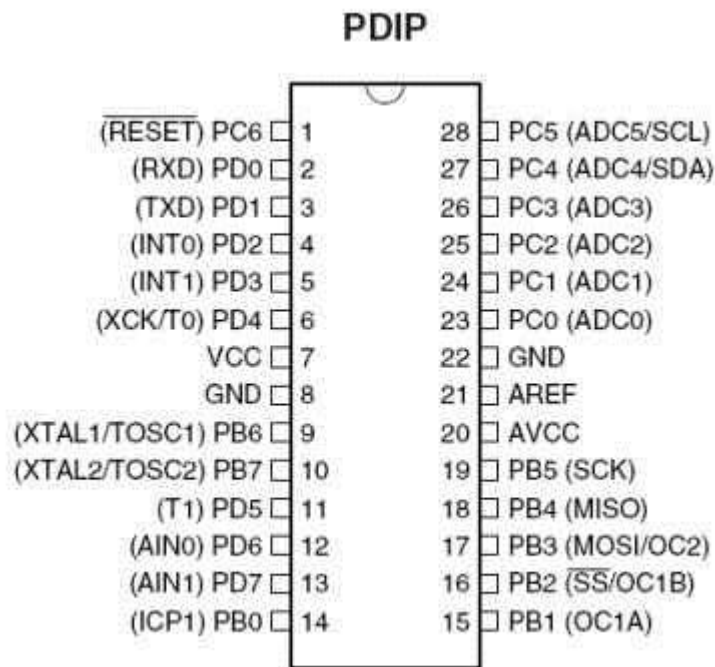 PDIP
(RESET) PC6 1 28 PC5 (ADC5/SCL)
(RXD) PD0 2 27 PC4 (ADC4/SDA)
(TXD) PD1 3 26 PC3 (ADC3)
(INT0) PD2 4 25 PC2 (ADC2)
(INT1) PD3 5 24 PC1 (ADC1)
(XCK/T0) PD4 6 23 PC0 (ADC0)
VCC 7 22 GND
GND 8 21 AREF
(XTAL1/TOSC1) PB6 9 20 AVCC
(XTAL2/TOSC2) PB7 10 19 PB5 (SCK)
(T1) PD5 11 18 PB4 (MISO)
(AIN0) PD6 12 17 PB3 (MOSI/OC2)
(AIN1) PD7 13 16 PB2 (SS/OC1B)
(ICP1) PB0 14 15 PB1 (OC1A)